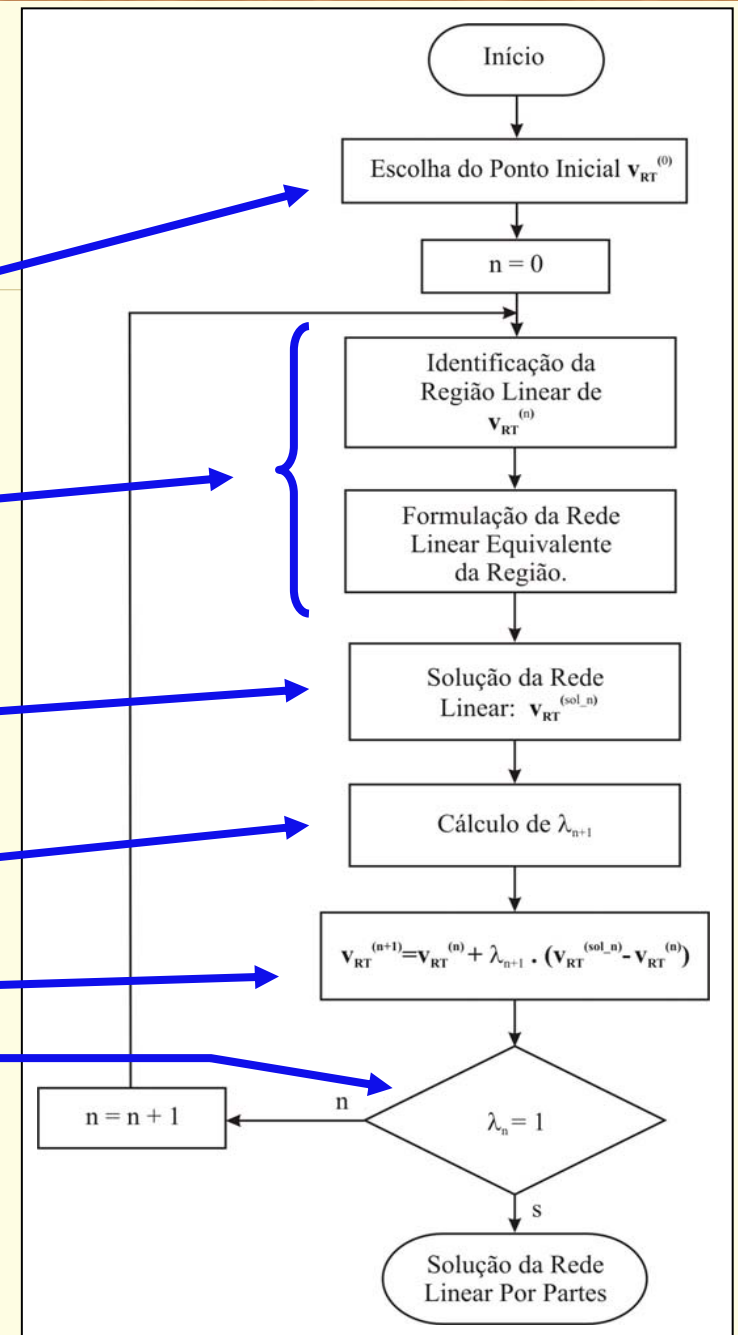 Início
Escolha do Ponto Inicial v_RT^(0)
n = 0
Identificação da
Região Linear de
v_RT^(n)
Formulação da Rede
Linear Equivalente
da Região.
Solução da Rede
Linear: v_RT^(sol_n)
Cálculo de λ_n+1
v_RT^(n+1)=v_RT^(n)+ λ_n+1 . (v_RT^(sol_n)-v_RT^(n))
n = n + 1
n
λ_n = 1
s
Solução da Rede
Linear Por Partes